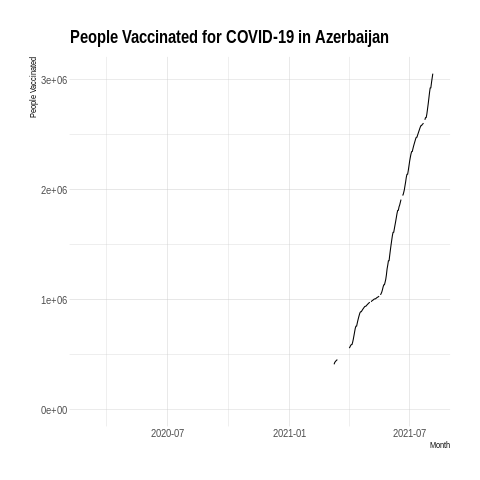 People Vaccinated for COVID-19 in Azerbaijan
People Vaccinated
3e+06
2e+06
1e+06
0e+00
2020-07
2021-01
2021-07
Month